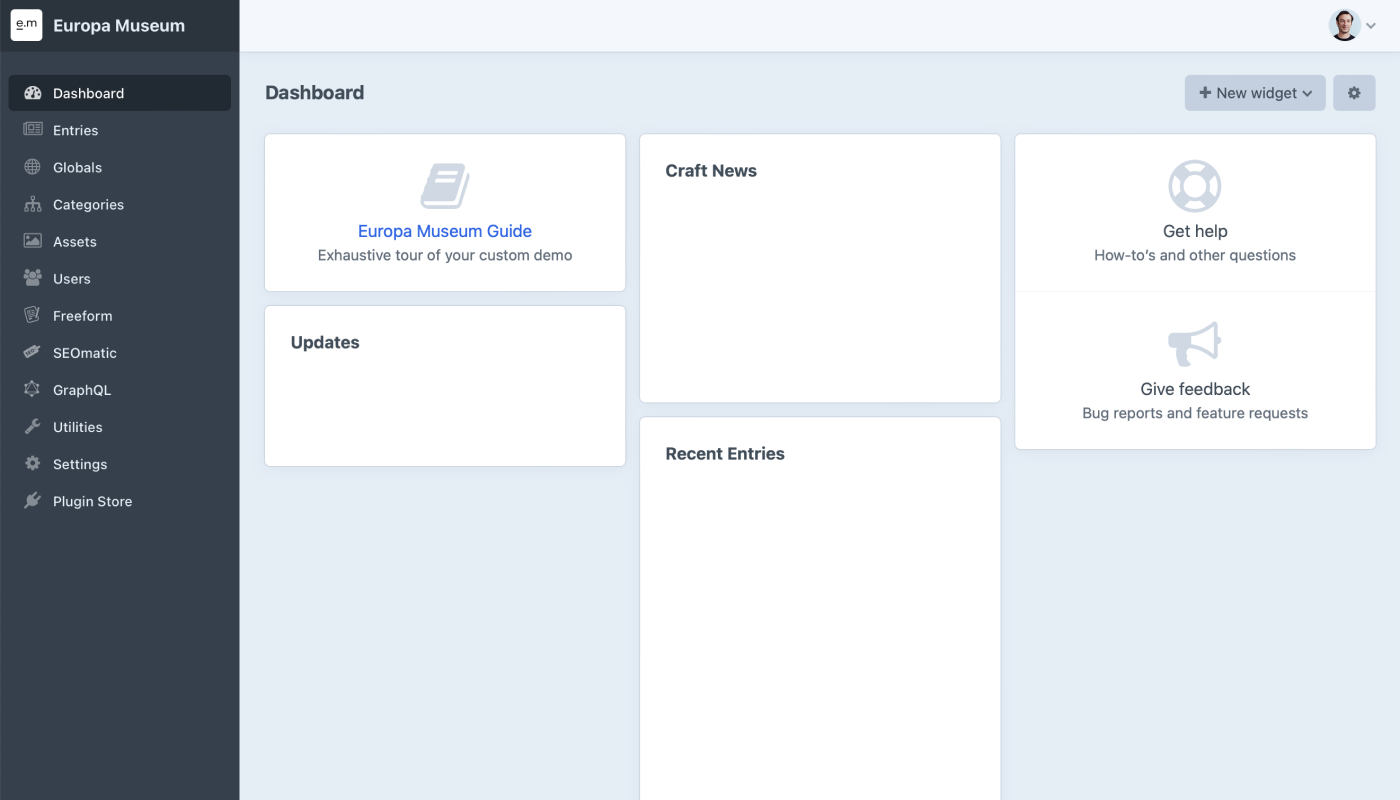 e.m
Europa Museum
Dashboard
Entries
Globals
Categories
Assets
Users
Freeform
SEOmatic
GraphQL
Utilities
Settings
Plugin Store
Dashboard
New widget
Europa Museum Guide
Exhaustive tour of your custom demo
Updates
Craft News
Recent Entries
Get help
How-to’s and other questions
Give feedback
Bug reports and feature requests